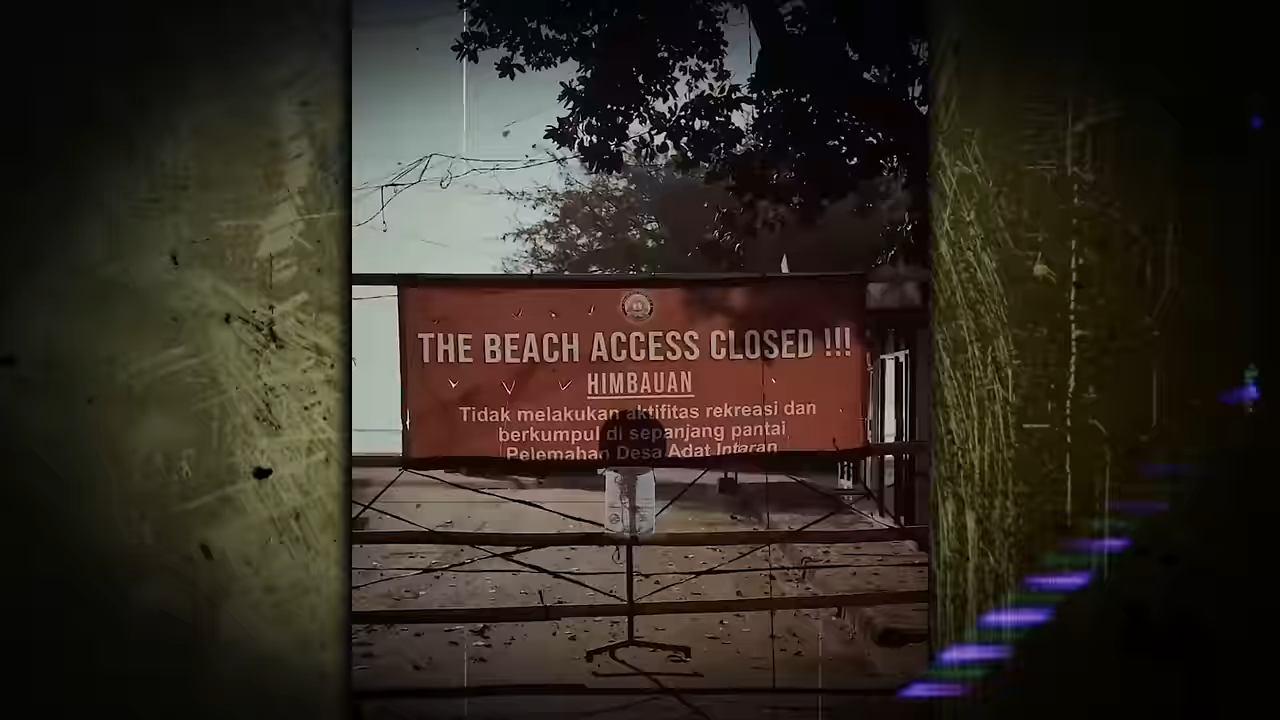 THE BEACH ACCESS CLOSED !!!
HIMBAUAN
Tidak melakukan aktifitas rekreasi dan
berkumpul di sepanjang pantai
Pelemahan Desa Adat Intaran